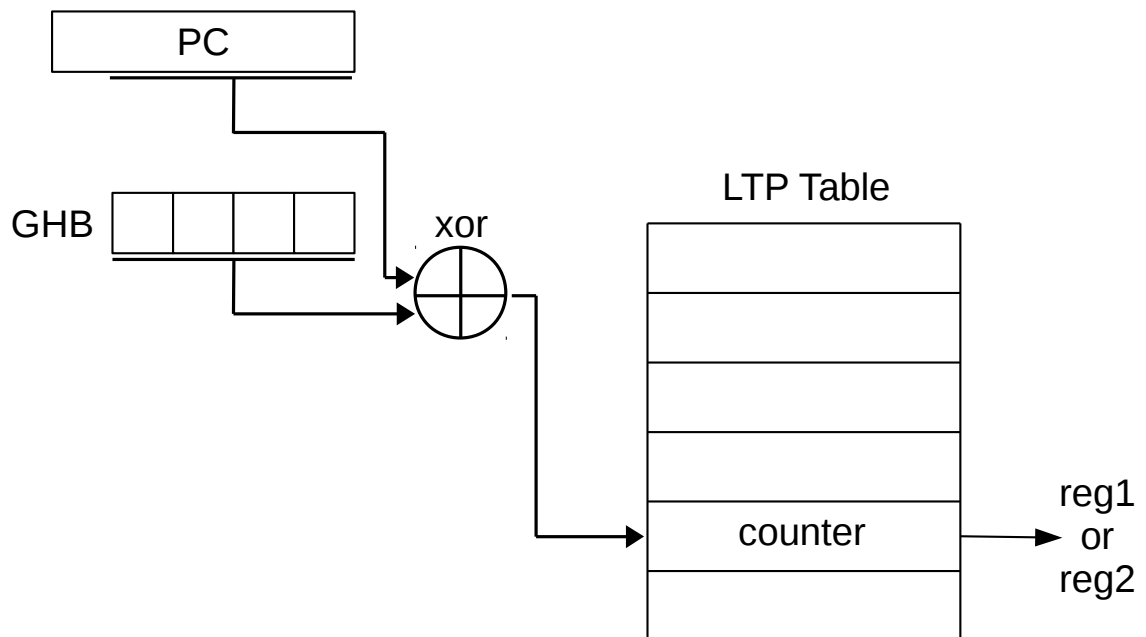 PC
GHB
xor
LTP Table
counter
reg1
or
reg2